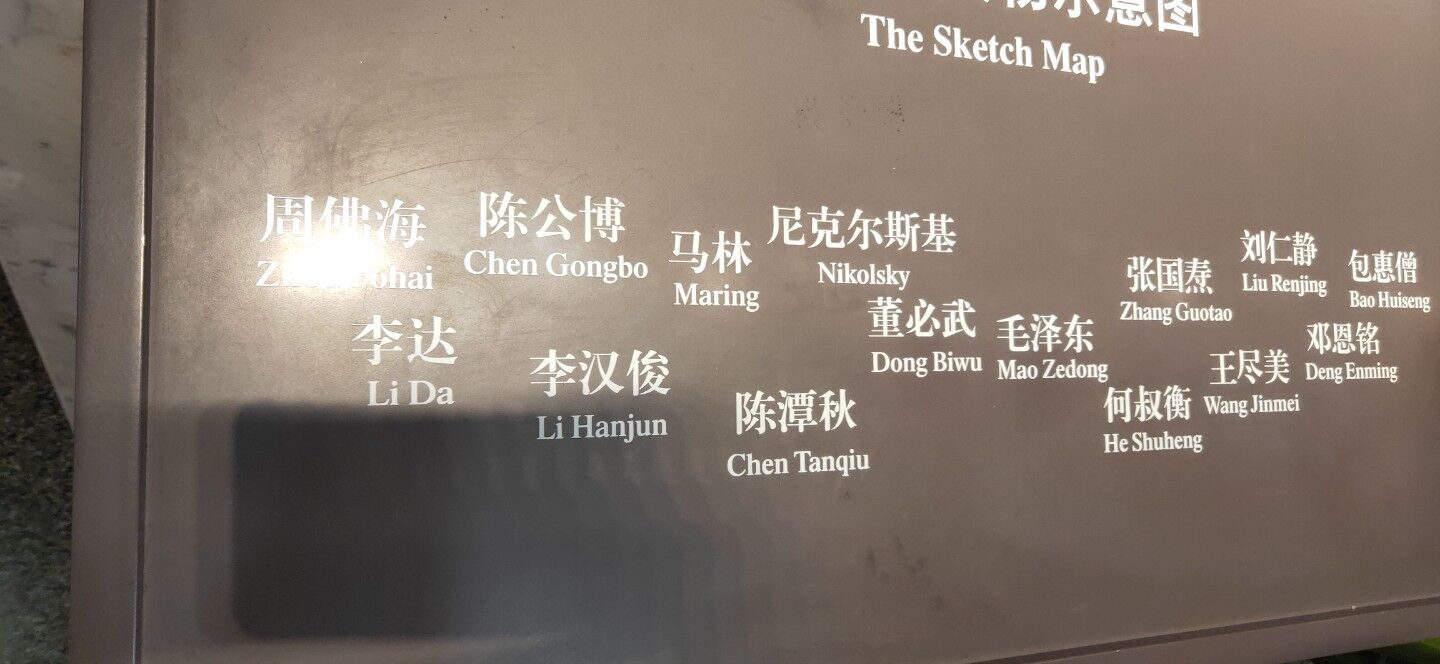 示意图
The Sketch Map
周佛海
陈公博
Chen Gongbo
马林
Maring
尼克尔斯基
Nikolsky
张国焘
Zhang Guotao
刘仁静
Liu Renjing
包惠僧
Bao Huiseng
李达
Li Da
李汉俊
Li Hanjun
陈潭秋
Chen Tanqiu
董必武
Dong Biwu
毛泽东
Mao Zedong
何叔衡
He Shuheng
王尽美
Wang Jinmei
邓恩铭
Deng Enming